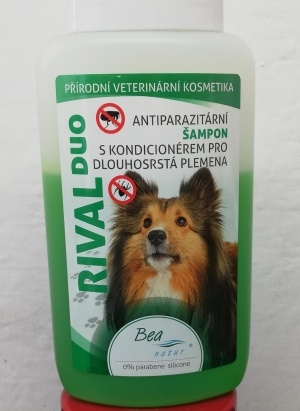 PŘÍRODNÍ VETERINÁRNÍ KOSMETIKA
RIVAL DUO
ANTIPARAZITÁRNÍ
ŠAMPON
S KONDICIONÉREM PRO
DLOUHOSRSTÁ PLEMENA
Bea
natur ®
0% parabene silicone